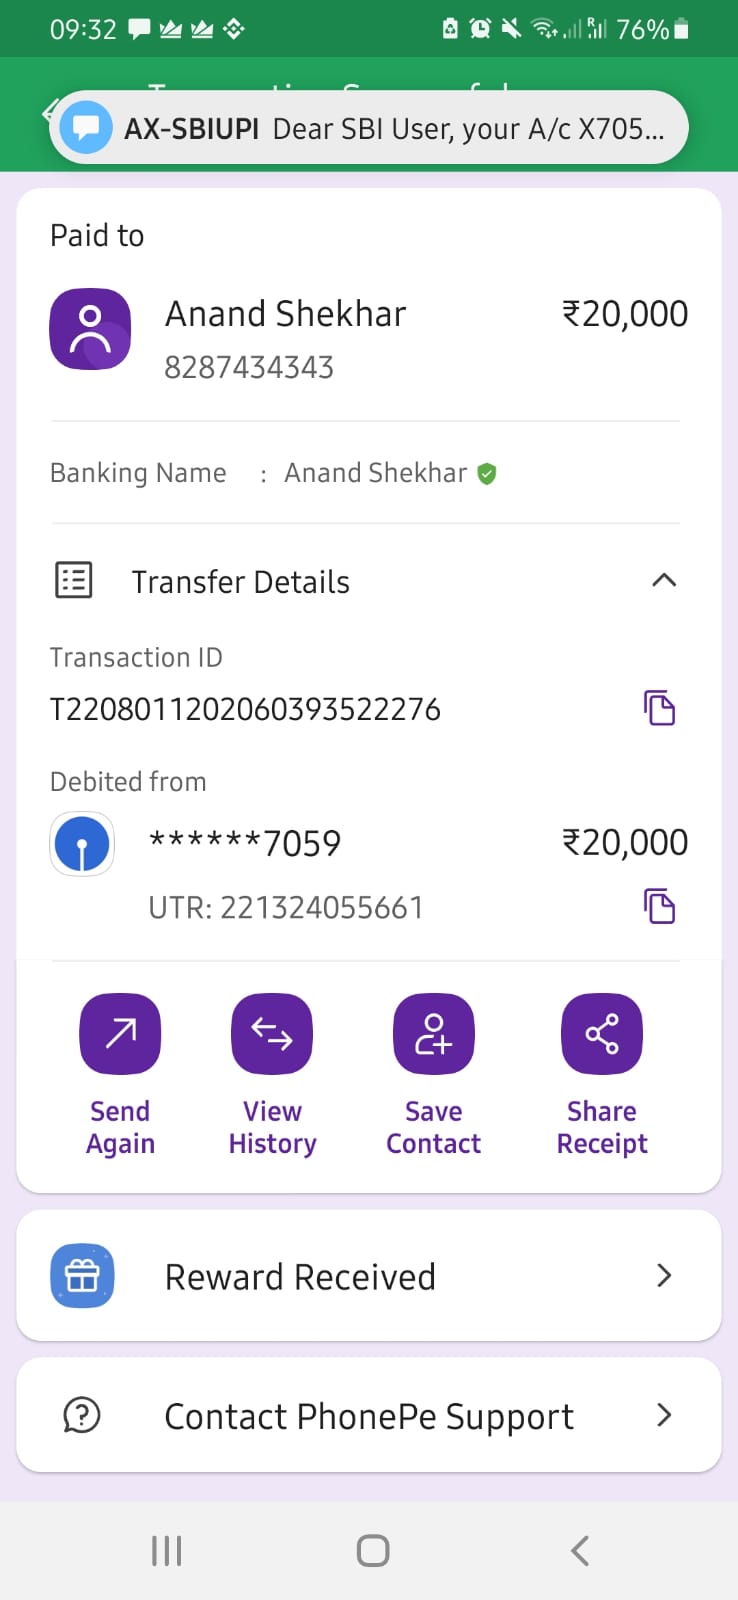 09:32 76%
AX-SBIUPI Dear SBI User, your A/c X705...
Paid to
Anand Shekhar ₹20,000
8287434343
Banking Name : Anand Shekhar
Transfer Details
Transaction ID
T2208011202060393522276
Debited from
******7059 ₹20,000
UTR: 221324055661
Send Again
View History
Save Contact
Share Receipt
Reward Received
Contact PhonePe Support